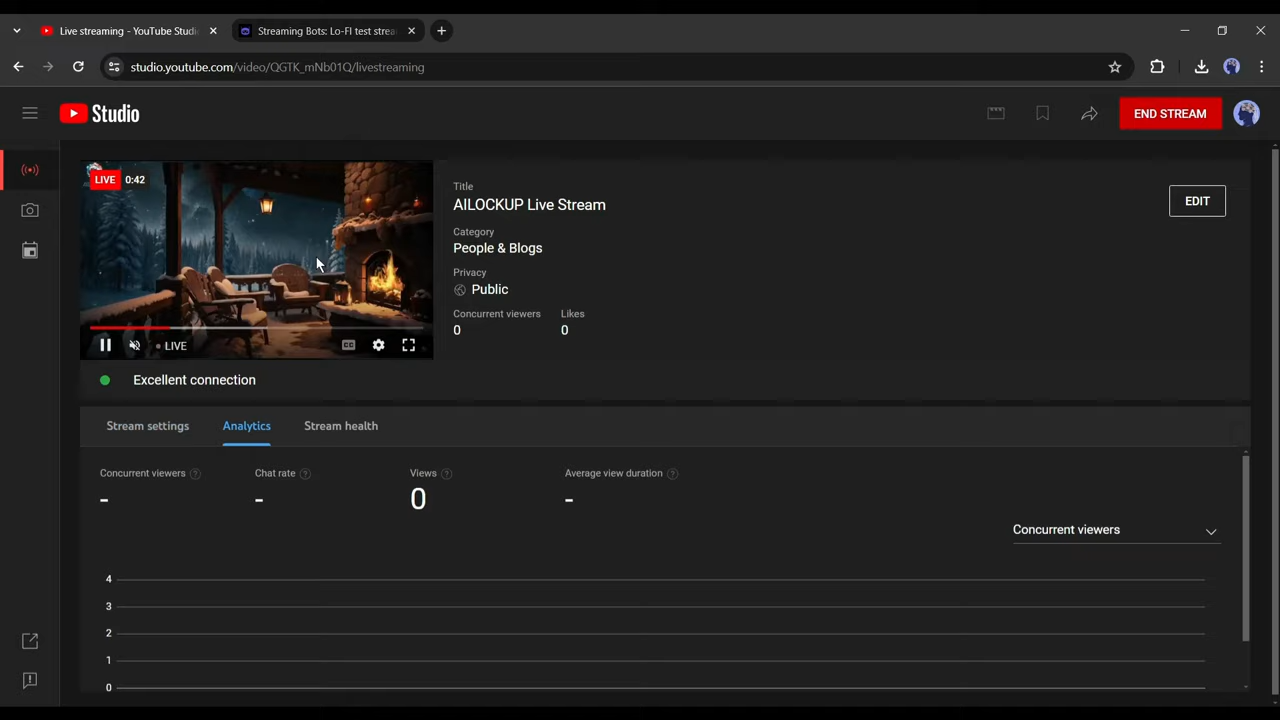 Live streaming - YouTube Studi
Streaming Bots: Lo-FI test strea
studio.youtube.com/video/QGTK_mNb01Q/livestreaming
Studio
END STREAM
LIVE 0:42
LIVE
Title
AILOCKUP Live Stream
EDIT
Category
People & Blogs
Privacy
Public
Concurrent viewers Likes
0 0
Excellent connection
Stream settings Analytics Stream health
Concurrent viewers ? Chat rate ? Views ? Average view duration ?
- - 0 -
Concurrent viewers
4
3
2
1
0